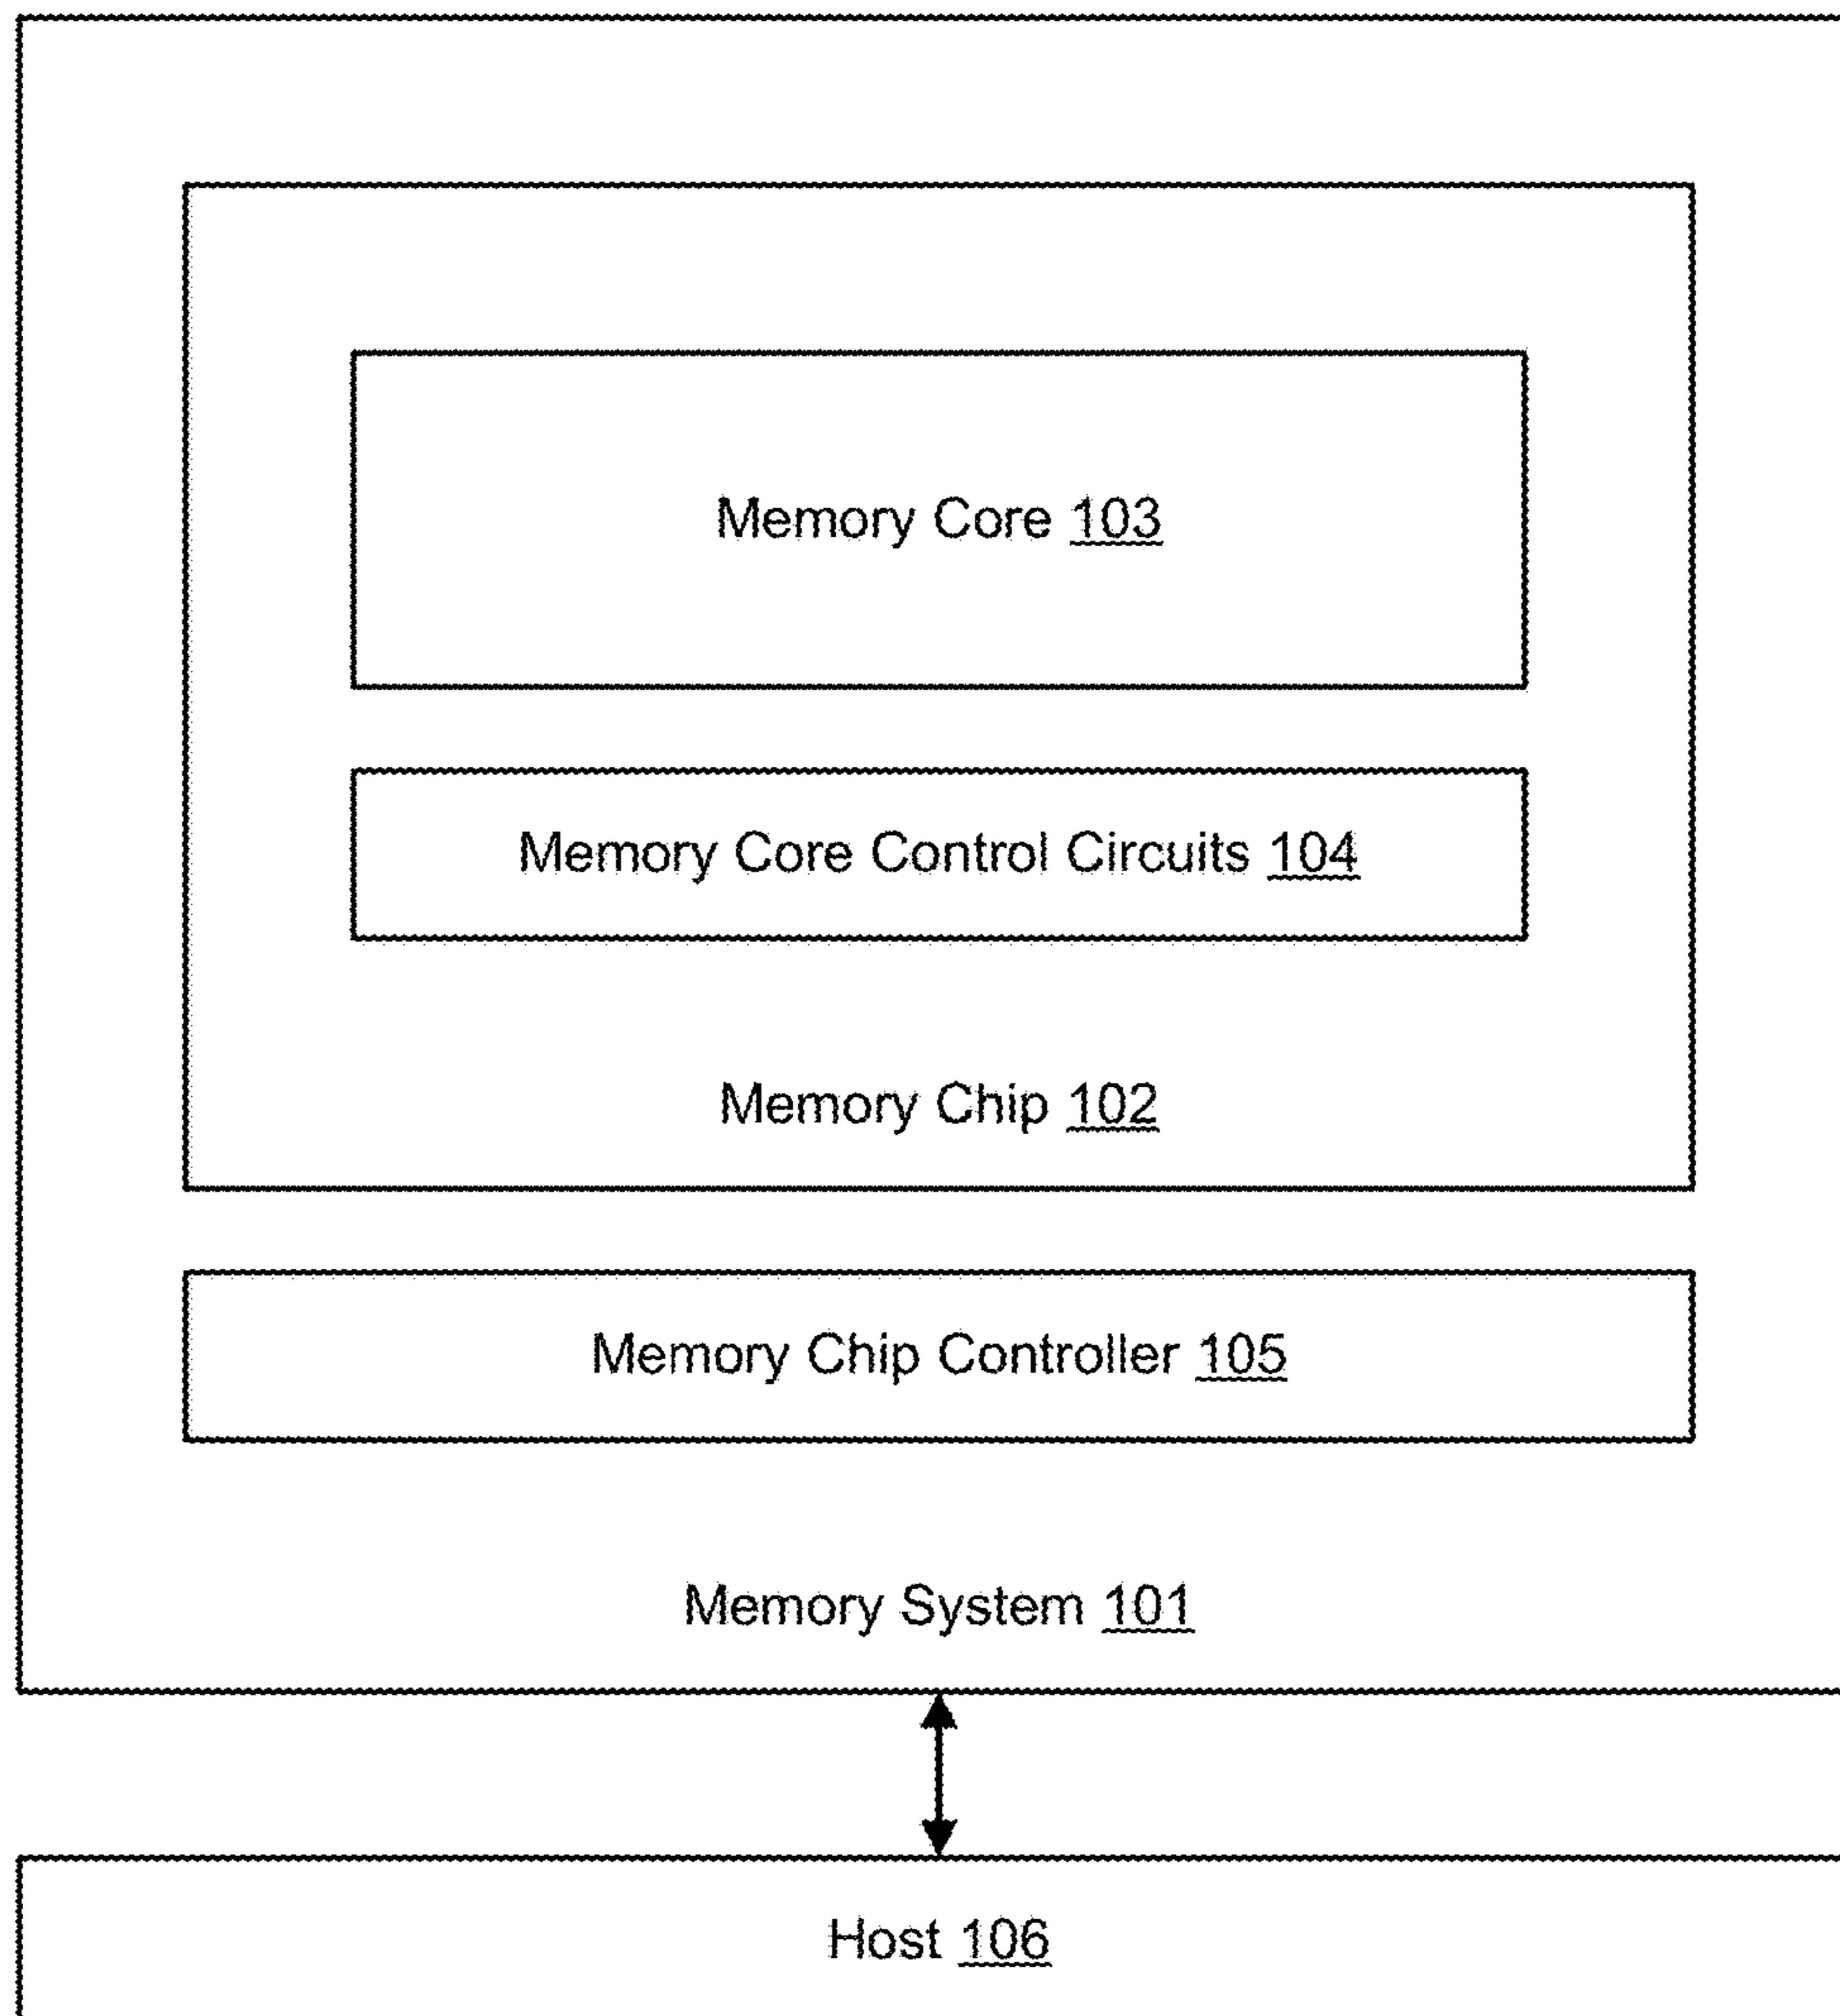 Memory Core 103
Memory Core Control Circuits 104
Memory Chip 102
Memory Chip Controller 105
Memory System 101
Host 106